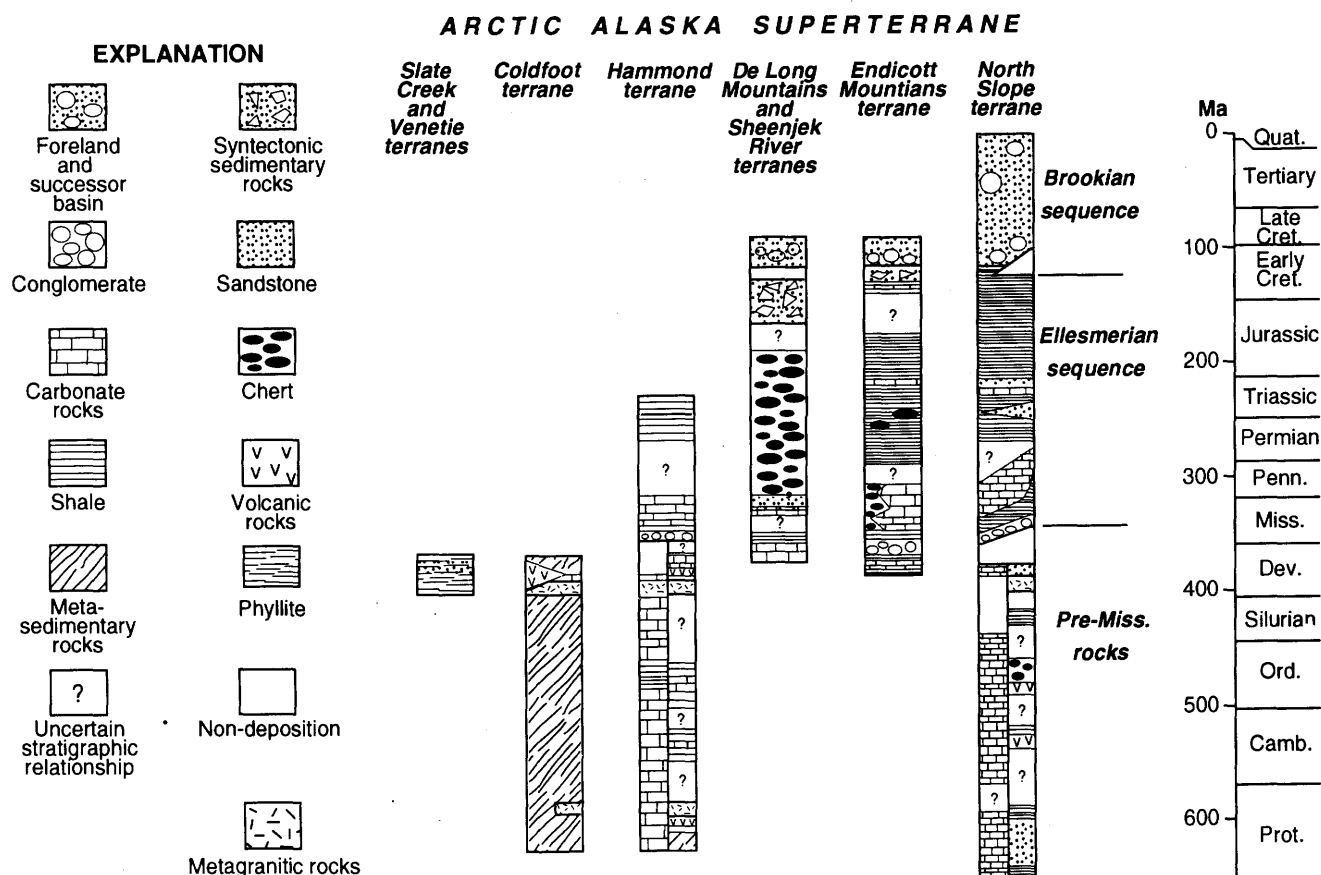 ARCTIC ALASKA SUPERTERRANE
EXPLANATION
Foreland
and
successor
basin
Syntectonic
sedimentary
rocks
Conglomerate
Sandstone
Carbonate
rocks
Chert
Shale
Volcanic
rocks
Meta-
sedimentary
rocks
Phyllite
?
Uncertain
stratigraphic
relationship
Non-deposition
Metagranitic rocks
Slate
Creek
and
Venetie
terranes
Coldfoot
terrane
Hammond
terrane
?
?
?
?
?
De Long
Mountains
and
Sheenjek
River
terranes
?
?
Endicott
Mountians
terrane
?
?
North
Slope
terrane
?
?
?
?
?
Brookian
sequence
Ellesmerian
sequence
Pre-Miss.
rocks
Ma
0
100
200
300
400
500
600
Quat.
Tertiary
Late
Cret.
Early
Cret.
Jurassic
Triassic
Permian
Penn.
Miss.
Dev.
Silurian
Ord.
Camb.
Prot.